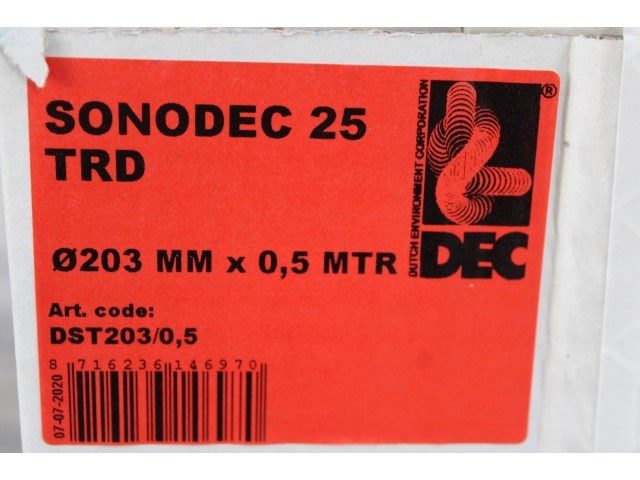 SONODEC 25
TRD
Ø203 MM x 0,5 MTR
Art. code:
DST203/0,5
8 716236 146970
07-07-2020
DUTCH ENVIRONMENT CORPORATION
®
DEC